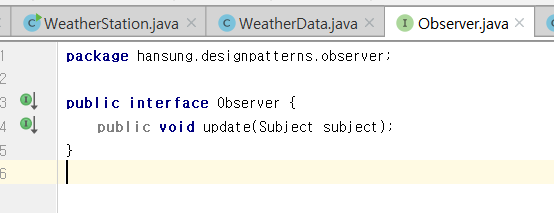 WeatherStation.java × WeatherData.java × Observer.java ×
1 package hansung.designpatterns.observer;
2
3 public interface Observer {
4 public void update(Subject subject);
5 }
6